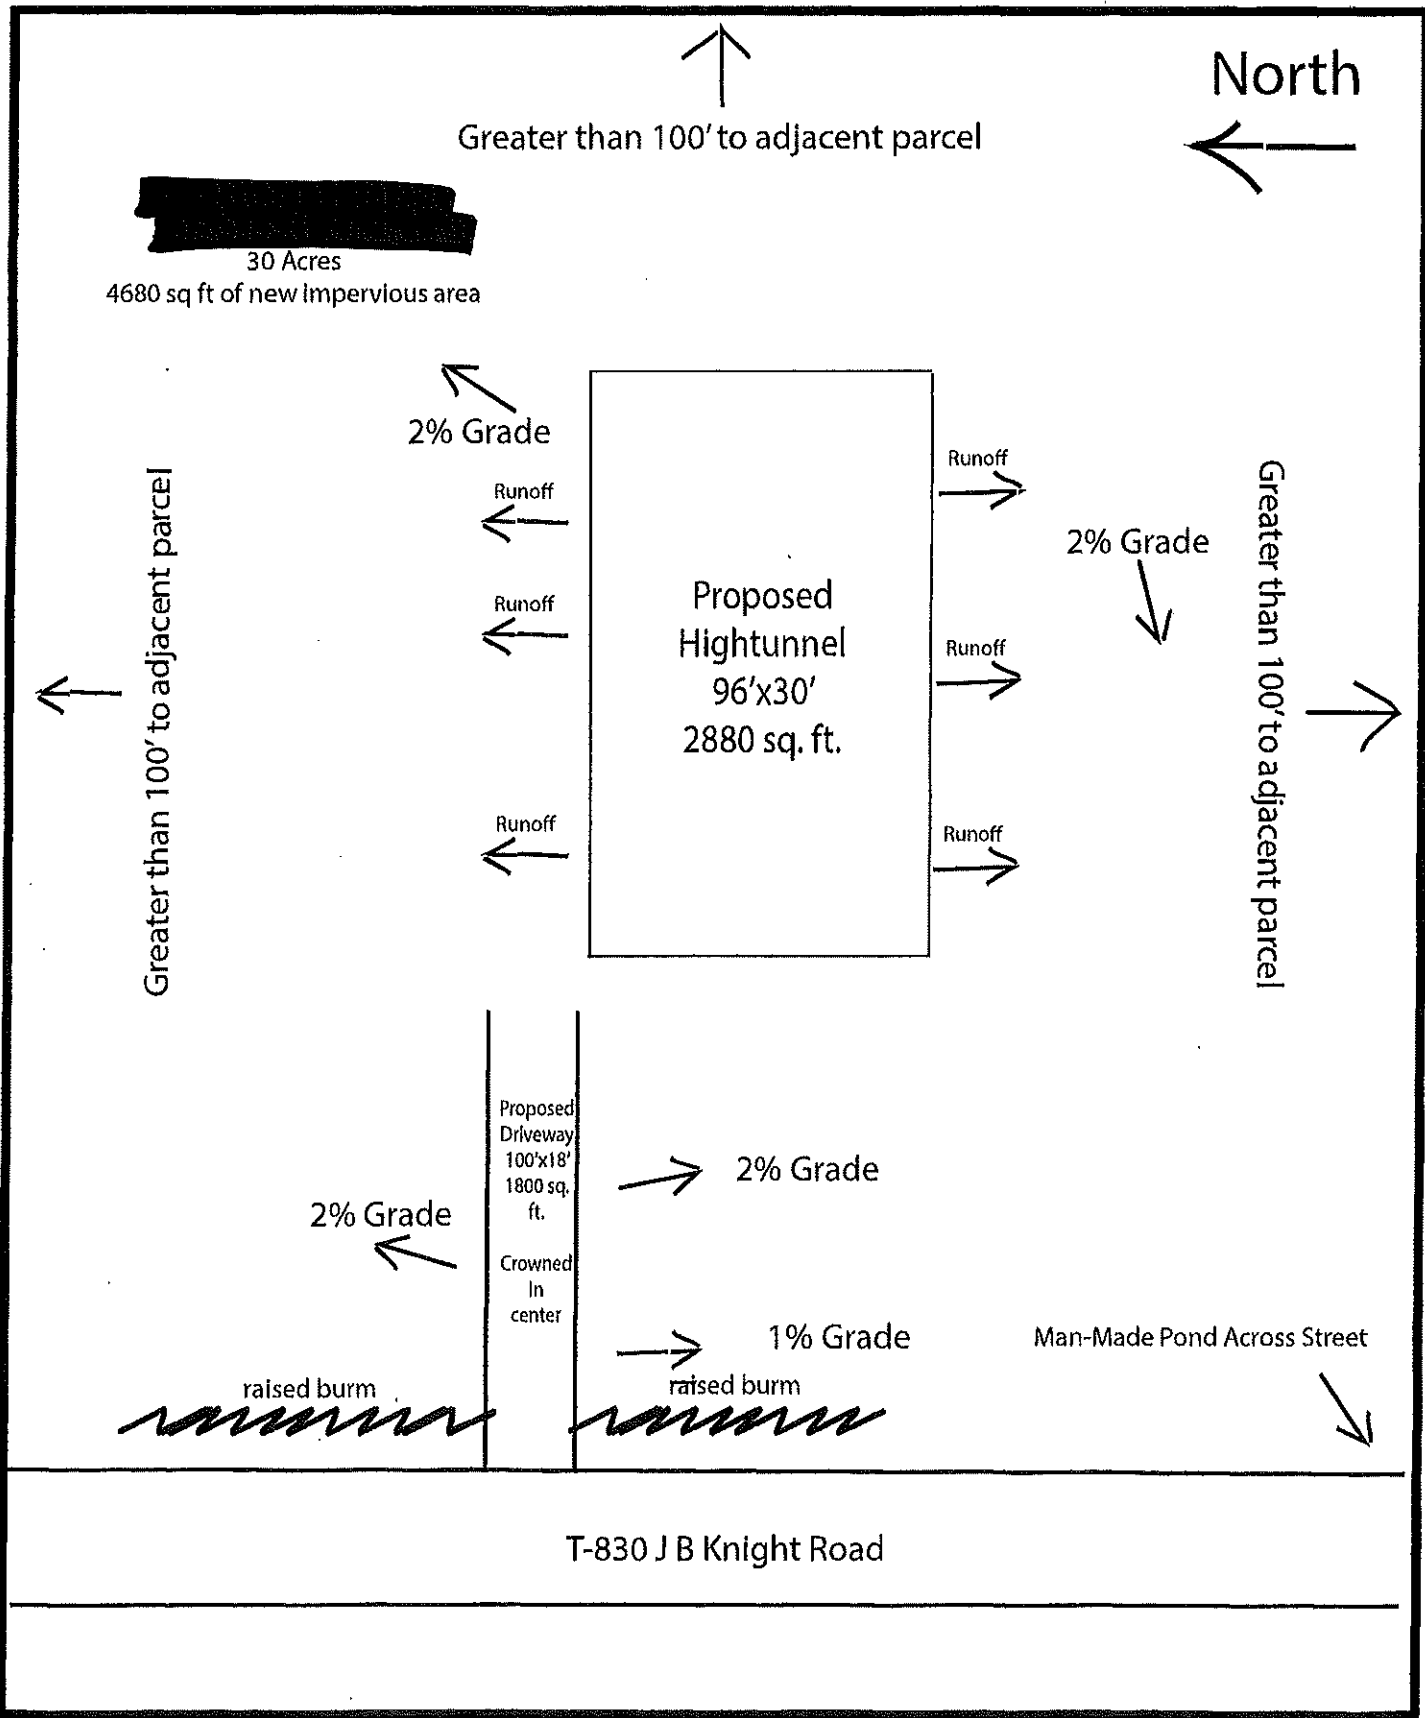 North
Greater than 100' to adjacent parcel
30 Acres
4680 sq ft of new impervious area
2% Grade
Runoff
Runoff
Runoff
Greater than 100' to adjacent parcel
Proposed
Hightunnel
96'x30'
2880 sq. ft.
Runoff
Runoff
Runoff
2% Grade
Greater than 100' to adjacent parcel
Proposed
Driveway
100'x18'
1800 sq.
ft.
Crowned
In
center
2% Grade
2% Grade
1% Grade
Man-Made Pond Across Street
raised burm
raised burm
T-830 J B Knight Road